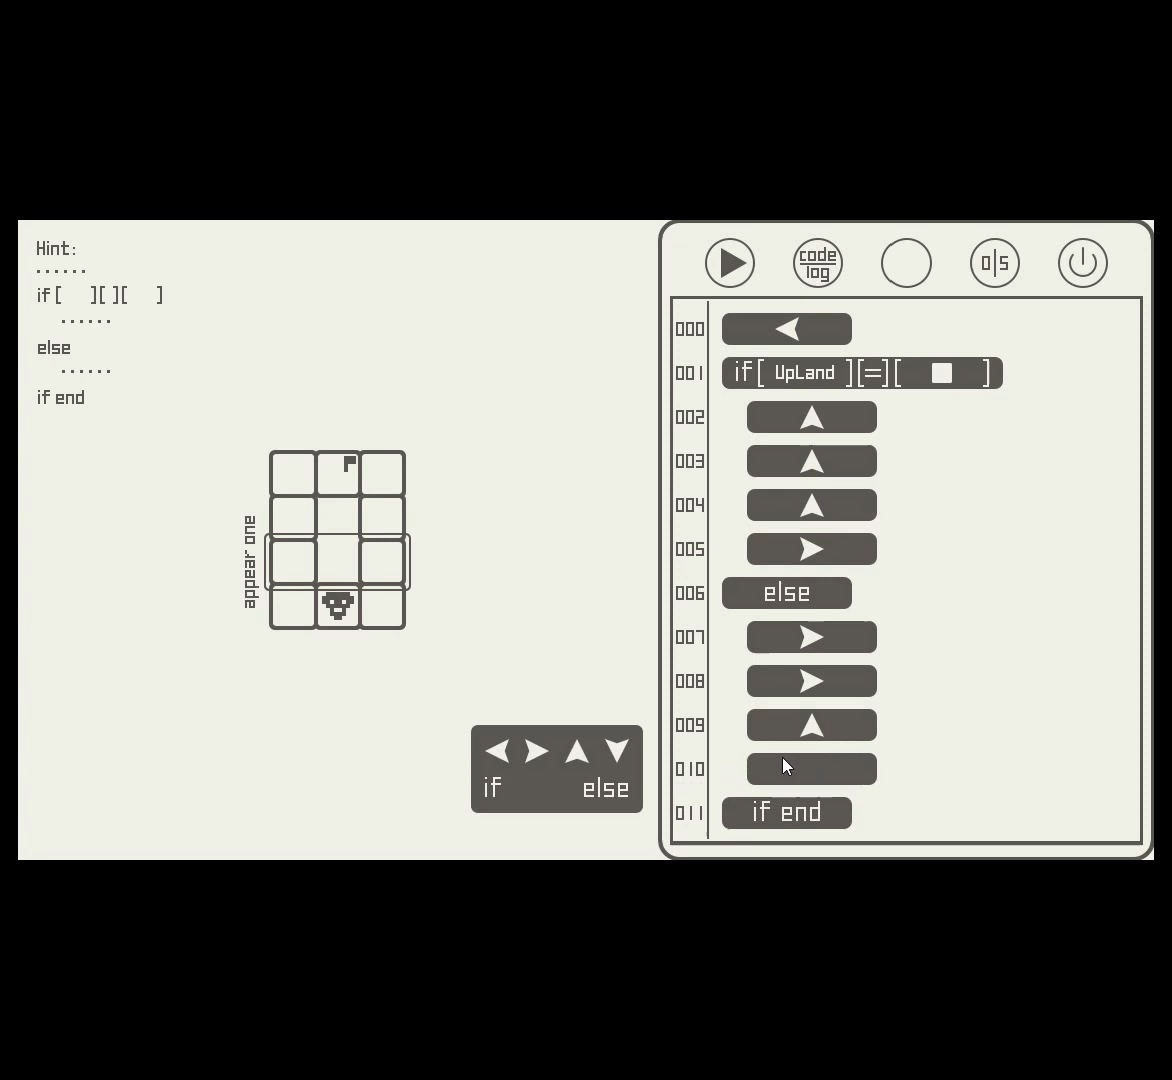 Hint:
......
if [ ][ ][ ]
......
else
......
if end
appear one
if else
code
log
0|5
000
001 if[ UpLand ][=][ ]
002
003
004
005
006 else
007
008
009
010
011 if end